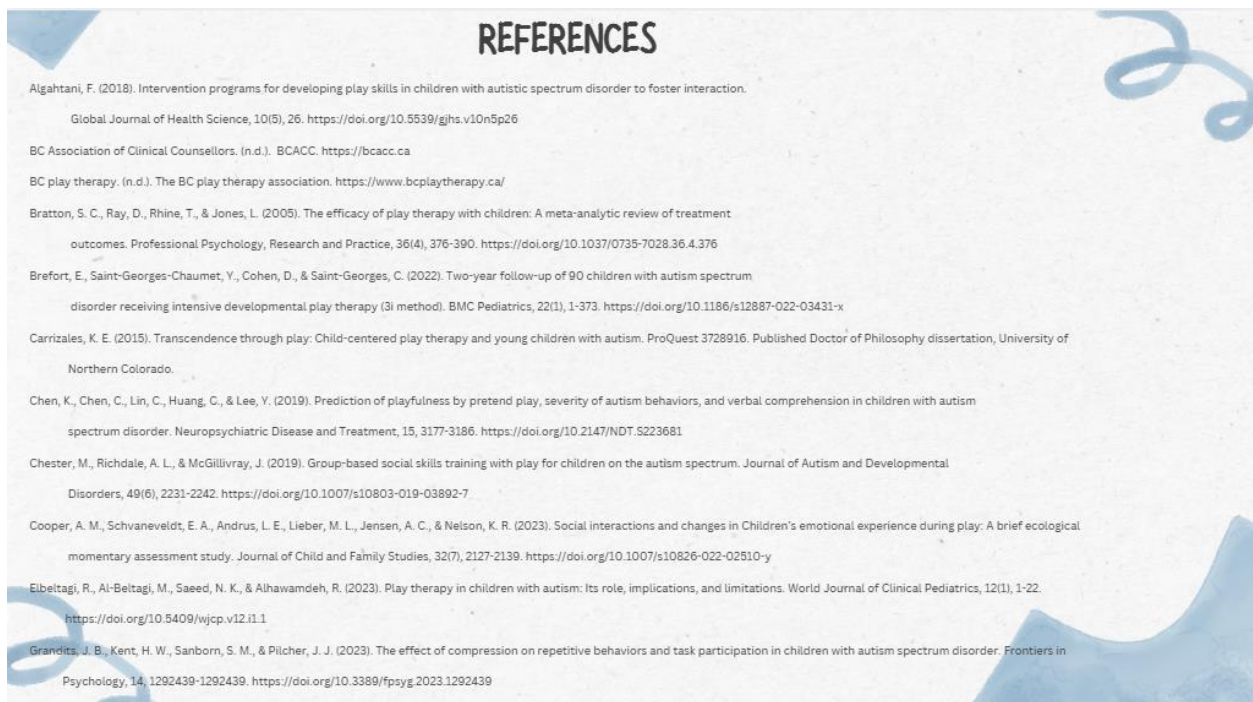 REFERENCES
Algahtani, F. (2018). Intervention programs for developing play skills in children with autistic spectrum disorder to foster interaction.
Global Journal of Health Science, 10(5), 26. https://doi.org/10.5539/gjhs.v10n5p26
BC Association of Clinical Counsellors. (n.d.). BCACC. https://bcacc.ca
BC play therapy. (n.d.). The BC play therapy association. https://www.bcplaytherapy.ca/
Bratton, S. C., Ray, D., Rhine, T., & Jones, L. (2005). The efficacy of play therapy with children: A meta-analytic review of treatment
outcomes. Professional Psychology, Research and Practice, 36(4), 376-390. https://doi.org/10.1037/0735-7028.36.4.376
Brefort, E., Saint-Georges-Chaumet, Y., Cohen, D., & Saint-Georges, C. (2022). Two-year follow-up of 90 children with autism spectrum
disorder receiving intensive developmental play therapy (3i method). BMC Pediatrics, 22(1), 1-373. https://doi.org/10.1186/s12887-022-03431-x
Carrizales, K. E. (2015). Transcendence through play: Child-centered play therapy and young children with autism. ProQuest 3728916. Published Doctor of Philosophy dissertation, University of
Northern Colorado.
Chen, K., Chen, C., Lin, C., Huang, C., & Lee, Y. (2019). Prediction of playfulness by pretend play, severity of autism behaviors, and verbal comprehension in children with autism
spectrum disorder. Neuropsychiatric Disease and Treatment, 15, 3177-3186. https://doi.org/10.2147/NDT.S223681
Chester, M., Richdale, A. L., & McGillivray, J. (2019). Group-based social skills training with play for children on the autism spectrum. Journal of Autism and Developmental
Disorders, 49(6), 2231-2242. https://doi.org/10.1007/s10803-019-03892-7
Cooper, A. M., Schvaneveldt, E. A., Andrus, L. E., Lieber, M. L., Jensen, A. C., & Nelson, K. R. (2023). Social interactions and changes in Children's emotional experience during play: A brief ecological
momentary assessment study. Journal of Child and Family Studies, 32(7), 2127-2139. https://doi.org/10.1007/s10826-022-02510-y
Elbeltagi, R., Al-Beltagi, M., Saeed, N. K., & Alhawamdeh, R. (2023). Play therapy in children with autism: Its role, implications, and limitations. World Journal of Clinical Pediatrics, 12(1), 1-22.
https://doi.org/10.5409/wjcp.v12.i1.1
Grandits, J. B., Kent, H. W., Sanborn, S. M., & Pilcher, J. J. (2023). The effect of compression on repetitive behaviors and task participation in children with autism spectrum disorder. Frontiers in
Psychology, 14, 1292439-1292439. https://doi.org/10.3389/fpsyg.2023.1292439